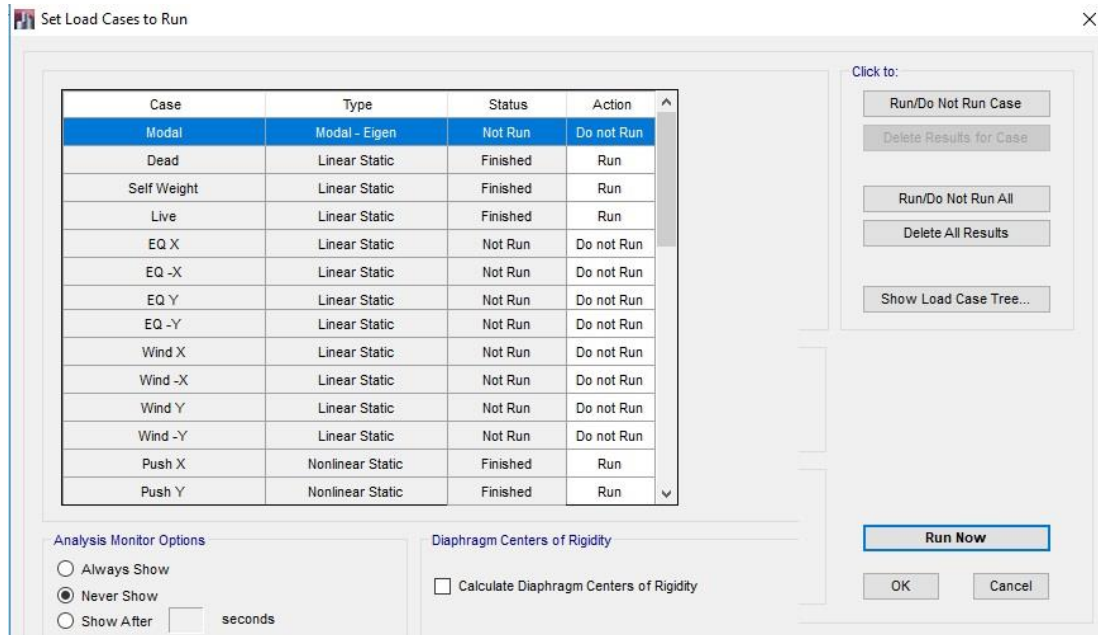 Set Load Cases to Run
Click to:
Case Type Status Action
Modal Modal - Eigen Not Run Do not Run
Dead Linear Static Finished Run
Self Weight Linear Static Finished Run
Live Linear Static Finished Run
EQ X Linear Static Not Run Do not Run
EQ -X Linear Static Not Run Do not Run
EQ Y Linear Static Not Run Do not Run
EQ -Y Linear Static Not Run Do not Run
Wind X Linear Static Not Run Do not Run
Wind -X Linear Static Not Run Do not Run
Wind Y Linear Static Not Run Do not Run
Wind -Y Linear Static Not Run Do not Run
Push X Nonlinear Static Finished Run
Push Y Nonlinear Static Finished Run
Run/Do Not Run Case
Delete Results for Case
Run/Do Not Run All
Delete All Results
Show Load Case Tree...
Analysis Monitor Options
Always Show
Never Show
Show After seconds
Diaphragm Centers of Rigidity
Calculate Diaphragm Centers of Rigidity
Run Now
OK Cancel